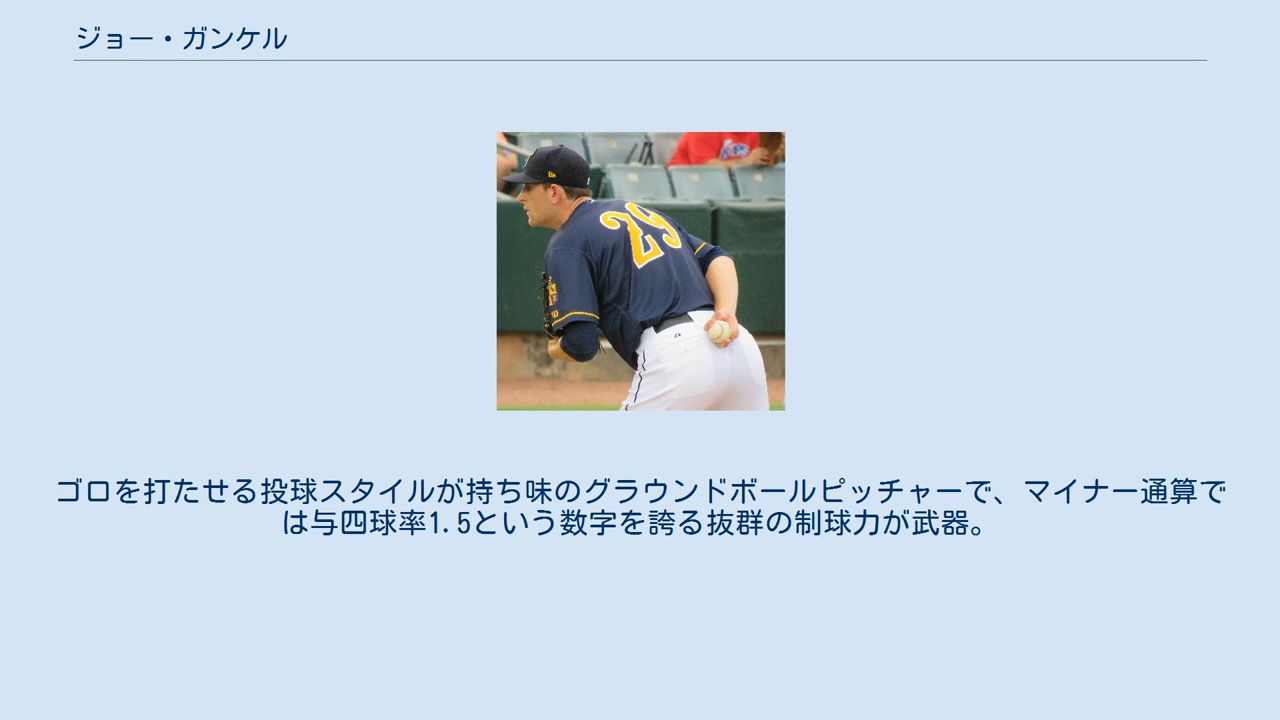 ジョー・ガンケル
29
ゴロを打たせる投球スタイルが持ち味のグラウンドボールピッチャーで、マイナー通算で
は与四球率1.5という数字を誇る抜群の制球力が武器。